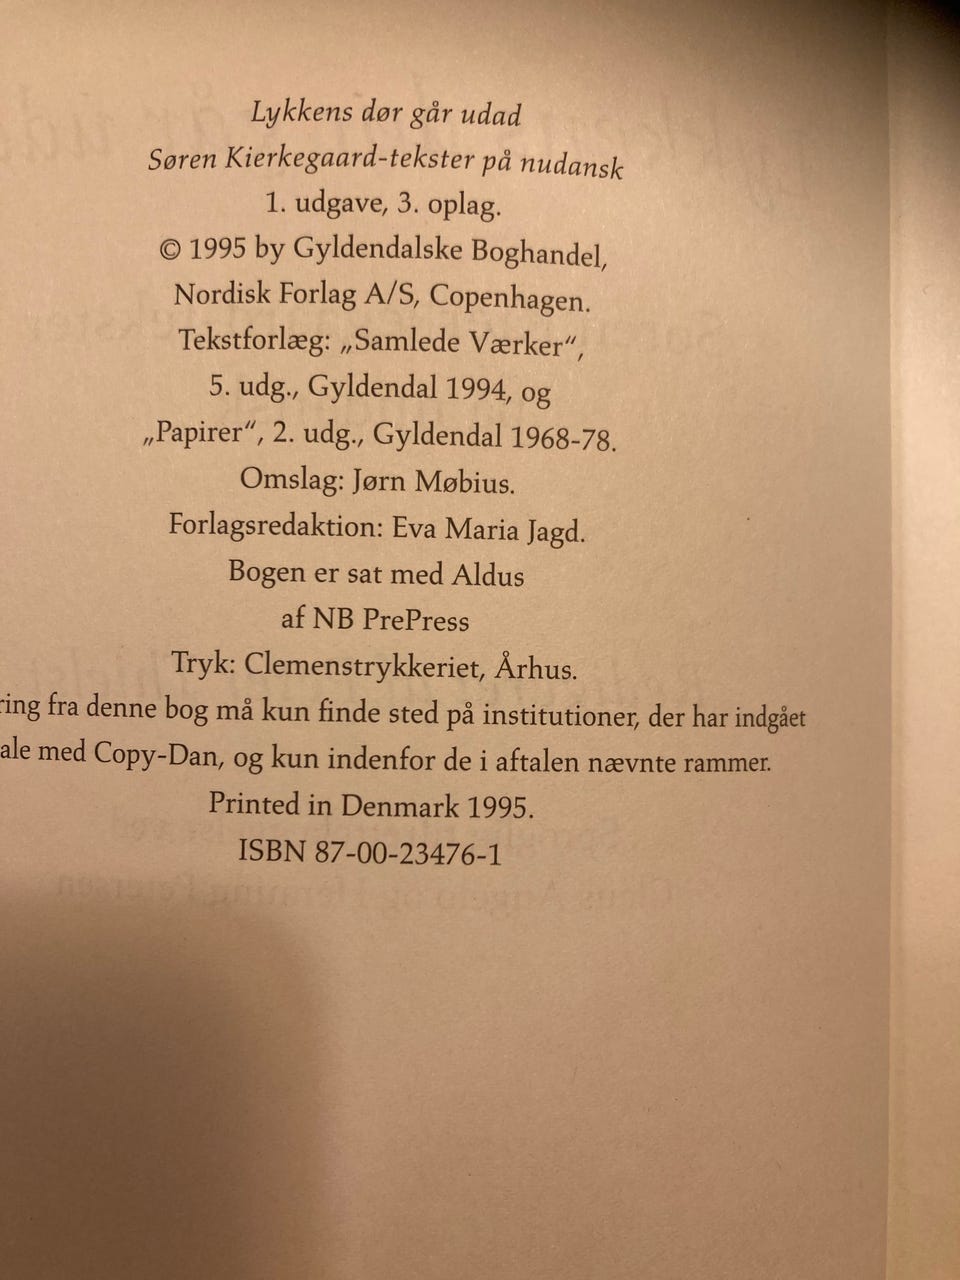 Lykkens dør går udad
Søren Kierkegaard-tekster på nudansk
1. udgave, 3. oplag.
© 1995 by Gyldendalske Boghandel,
Nordisk Forlag A/S, Copenhagen.
Tekstforlæg: „Samlede Værker“,
5. udg., Gyldendal 1994, og
„Papirer“, 2. udg., Gyldendal 1968-78.
Omslag: Jørn Møbius.
Forlagsredaktion: Eva Maria Jagd.
Bogen er sat med Aldus
af NB PrePress
Tryk: Clemenstrykkeriet, Århus.
ring fra denne bog må kun finde sted på institutioner, der har indgået
ale med Copy-Dan, og kun indenfor de i aftalen nævnte rammer.
Printed in Denmark 1995.
ISBN 87-00-23476-1